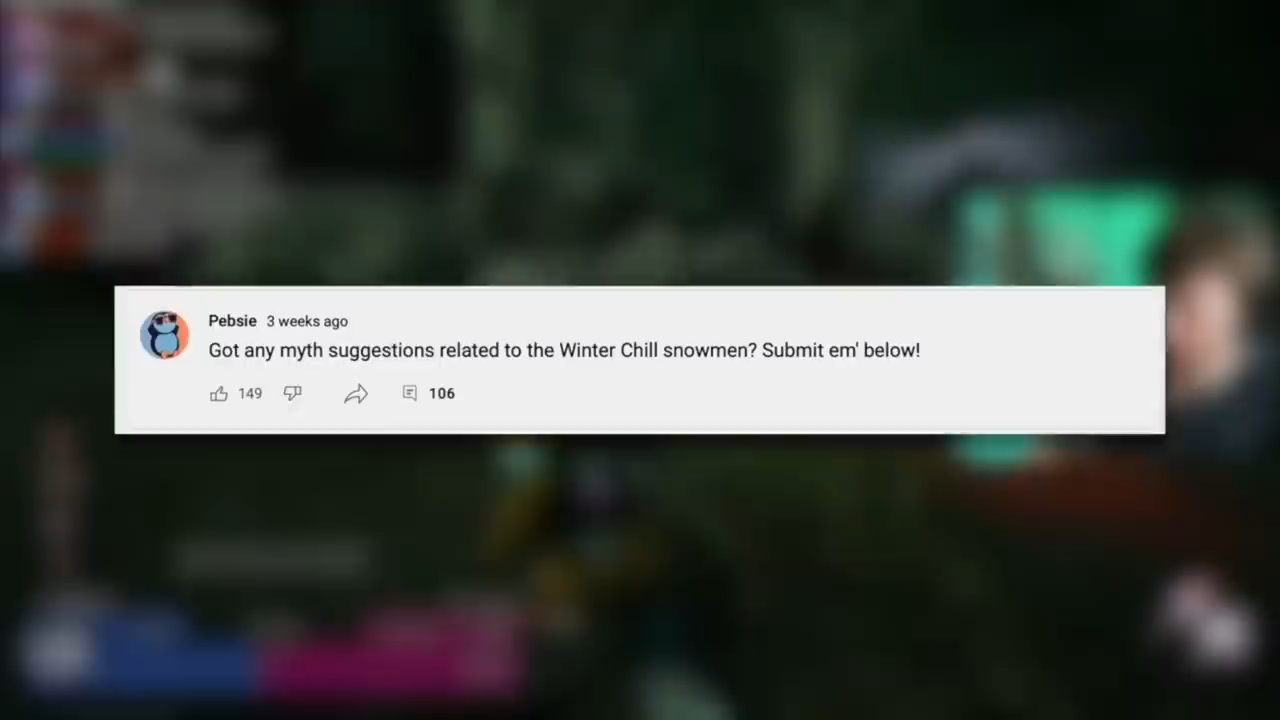 Pebsie 3 weeks ago
Got any myth suggestions related to the Winter Chill snowmen? Submit em' below!
149 106